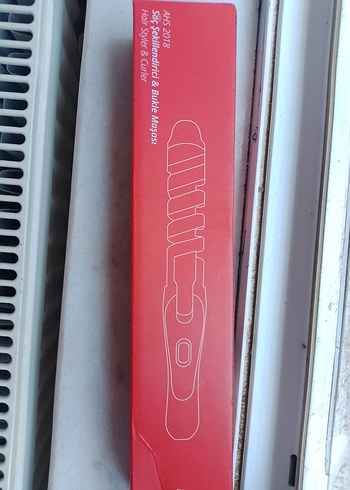 AHS 2018
Saç Şekillendirici & Bukle Maşası
Hair Styler & Curler